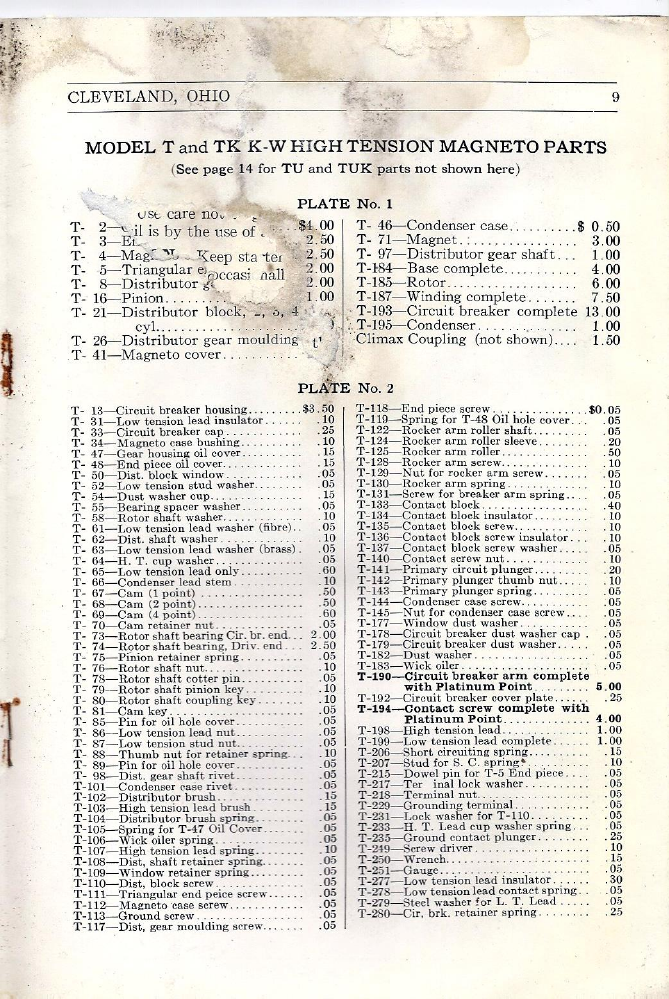 CLEVELAND, OHIO 9
MODEL T and TK K-W HIGH TENSION MAGNETO PARTS
(See page 14 for TU and TUK parts not shown here)
PLATE No. 1
use care
T- 2— il is by the use of $4.00
T- 3— 2.50
T- 4—Mag Keep 2.50
T- 5—Triangular 2.00
T- 8—Distributor 2.00
T- 16—Pinion.......... 1.00
T- 21—Distributor block, 4
cyl.
T- 26—Distributor gear moulding
T- 41—Magneto cover...........
T- 46—Condenser case.........$ 0.50
T- 71—Magnet............... 3.00
T- 97—Distributor gear shaft... 1.00
T-184—Base complete.......... 4.00
T-185—Rotor................ 6.00
T-187—Winding complete....... 7.50
T-193—Circuit breaker complete 13.00
T-195—Condenser............. 1.00
Climax Coupling (not shown).... 1.50
PLATE No. 2
T- 13—Circuit breaker housing........$3.50
T- 31—Low tension lead insulator...... .10
T- 33—Circuit breaker cap........... .25
T- 34—Magneto case bushing......... .10
T- 47—Gear housing oil cover........ .15
T- 48—End piece oil cover.......... .15
T- 50—Dist. block window........... .05
T- 52—Low tension stud washer....... .05
T- 54—Dust washer cup............. .15
T- 55—Bearing spacer washer........ .05
T- 58—Rotor shaft washer........... .10
T- 61—Low tension lead washer (fibre).. .05
T- 62—Dist. shaft washer........... .10
T- 63—Low tension lead washer (brass). .05
T- 64—H. T. cup washer............ .05
T- 65—Low tension lead only......... .60
T- 66—Condenser lead stem.......... .10
T- 67—Cam (1 point)............... .50
T- 68—Cam (2 point)............... .50
T- 69—Cam (4 point)............... .60
T- 70—Cam retainer nut............ .05
T- 73—Rotor shaft bearing Cir. br. end... 2.00
T- 74—Rotor shaft bearing, Driv. end... 2.50
T- 75—Pinion retainer spring........ .05
T- 76—Rotor shaft nut............. .10
T- 78—Rotor shaft cotter pin........ .05
T- 79—Rotor shaft pinion key........ .10
T- 80—Rotor shaft coupling key...... .10
T- 81—Cam key................... .05
T- 85—Pin for oil hole cover........ .05
T- 86—Low tension lead nut......... .05
T- 87—Low tension stud nut......... .05
T- 88—Thumb nut for retainer spring... .10
T- 89—Pin for oil hole cover........ .05
T- 98—Dist. gear shaft rivet........ .05
T-101—Condenser case rivet......... .05
T-102—Distributor brush........... .15
T-103—High tension lead brush....... .15
T-104—Distributor brush spring...... .05
T-105—Spring for T-47 Oil Cover...... .05
T-106—Wick oiler spring........... .05
T-107—High tension lead spring...... .10
T-108—Dist, shaft retainer spring..... .05
T-109—Window retainer spring....... .05
T-110—Dist, block screw........... .05
T-111—Triangular end peice screw.... .05
T-112—Magneto case screw.......... .05
T-113—Ground screw............... .05
T-117—Dist, gear moulding screw..... .05
T-118—End piece screw.............$0.05
T-119—Spring for T-48 Oil hole cover... .05
T-122—Rocker arm roller shaft....... .05
T-124—Rocker arm roller sleeve...... .20
T-125—Rocker arm roller........... .50
T-128—Rocker arm screw............ .10
T-129—Nut for rocker arm screw...... .05
T-130—Rocker arm spring........... .10
T-131—Screw for breaker arm spring... .05
T-133—Contact block.............. .40
T-134—Contact block insulator....... .10
T-135—Contact block screw......... .10
T-136—Contact block screw insulator... .10
T-137—Contact block screw washer.... .05
T-140—Contact screw nut.......... .10
T-141—Primary circuit plunger....... .20
T-142—Primary plunger thumb nut..... .10
T-143—Primary plunger spring....... .05
T-144—Condenser case screw........ .05
T-145—Nut for condenser case screw... .05
T-177—Window dust washer......... .05
T-178—Circuit breaker dust washer cap . .05
T-179—Circuit breaker dust washer.... .05
T-182—Dust washer............... .05
T-183—Wick oiler................ .05
T-190—Circuit breaker arm complete
with Platinum Point....... 5.00
T-192—Circuit breaker cover plate..... .25
T-194—Contact screw complete with
Platinum Point........... 4.00
T-198—High tension lead........... 1.00
T-199—Low tension lead complete..... 1.00
T-206—Short circuiting spring....... .15
T-207—Stud for S. C. spring......... .10
T-215—Dowel pin for T-5 End piece.... .05
T-217—Ter inal lock washer......... .05
T-218—Terminal nut.............. .05
T-229—Grounding terminal......... .05
T-231—Lock washer for T-110........ .05
T-233—H. T. Lead cup washer spring... .05
T-235—Ground contact plunger....... .25
T-249—Screw driver.............. .10
T-250—Wrench.................. .15
T-251—Gauge.................... .05
T-277—Low tension lead insulator..... .30
T-278—Low tension lead contact spring. .05
T-279—Steel washer for L. T. Lead.... .05
T-280—Cir, brk. retainer spring...... .25